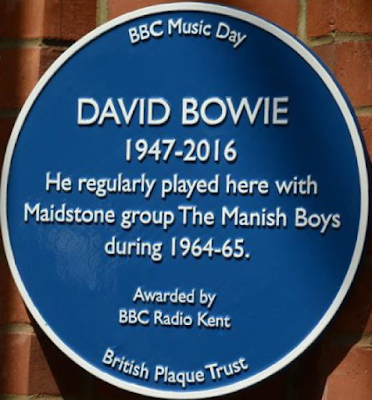 BBC Music Day
DAVID BOWIE
1947-2016
He regularly played here with
Maidstone group The Manish Boys
during 1964-65.
Awarded by
BBC Radio Kent
British Plaque Trust